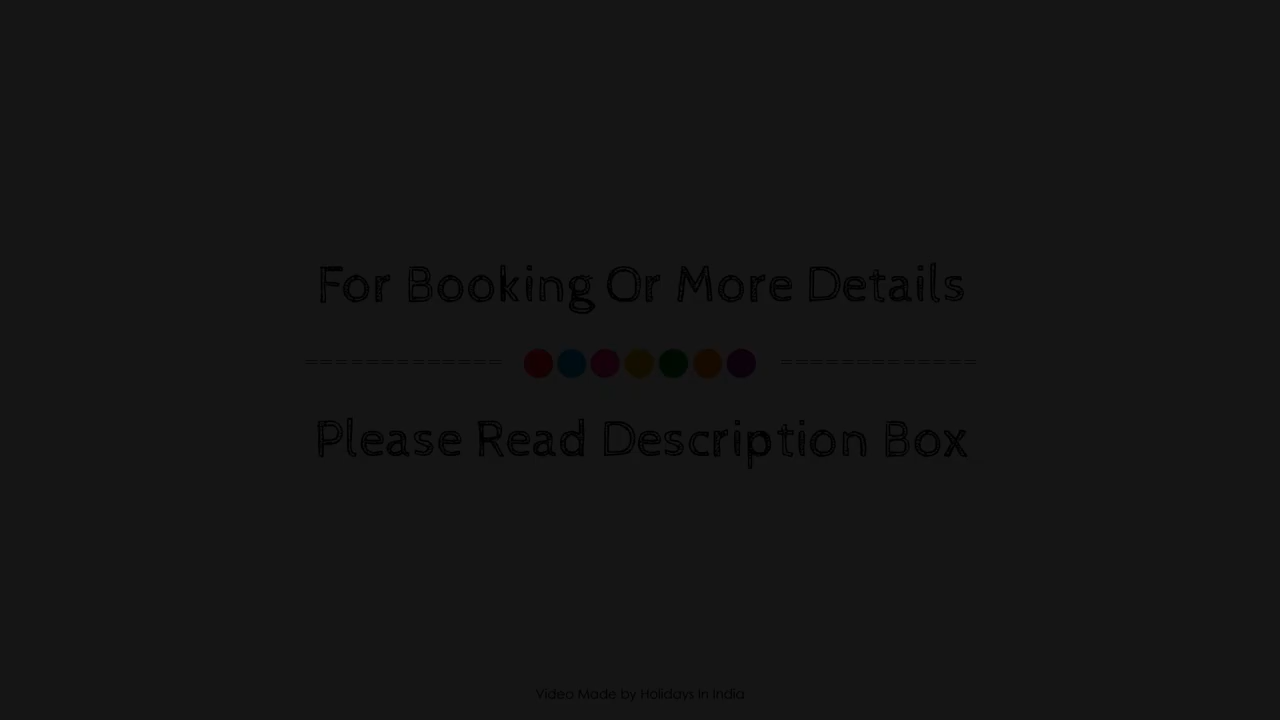 For Booking Or More Details
============= =============
Please Read Description Box
Video Made by Holidays In India